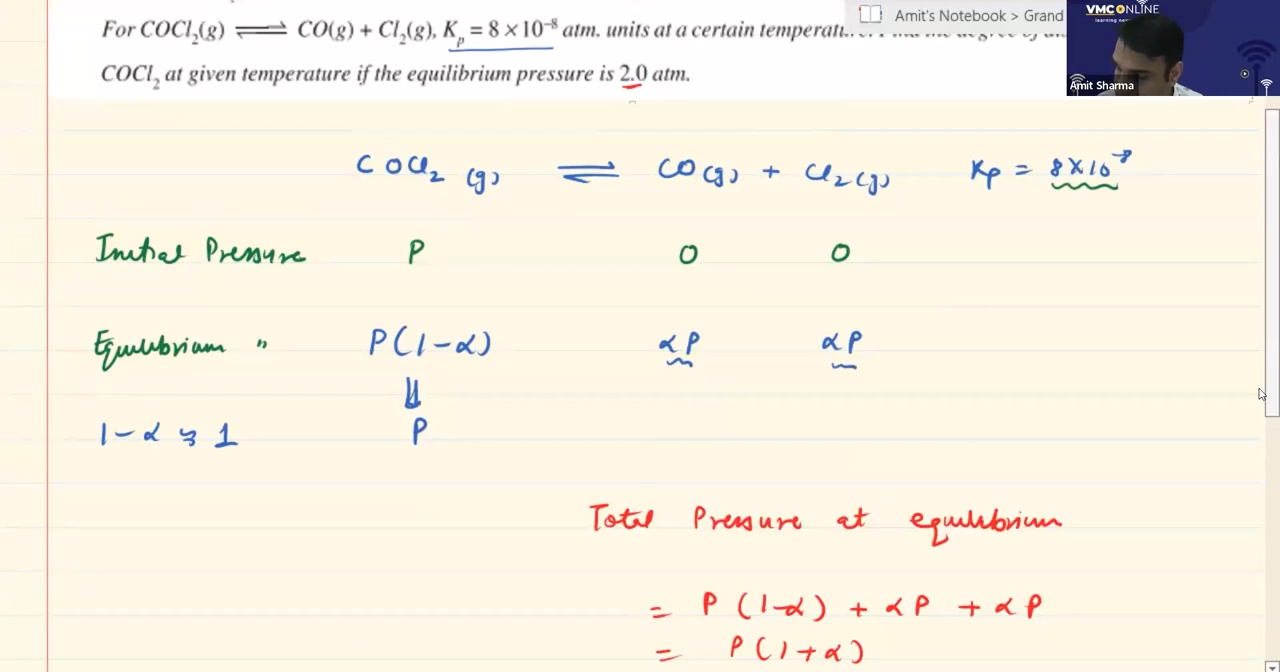 For COCl₂(g) ⇌ CO(g) + Cl₂(g), Kₚ = 8 × 10⁻⁸ atm. units at a certain
COCl₂ at given temperature if the equilibrium pressure is 2.0 atm.
Amit's Notebook > Grand
VMC ONLINE
Amit Sharma
COCl₂ (g) ⇌ CO(g) + Cl₂(g) Kp = 8×10⁻⁸
Initial Pressure P 0 0
Equilibrium " P(1-α) αP αP
⇓
1-α ≈ 1 P
Total Pressure at equilibrium
= P(1-α) + αP + αP
= P(1+α)